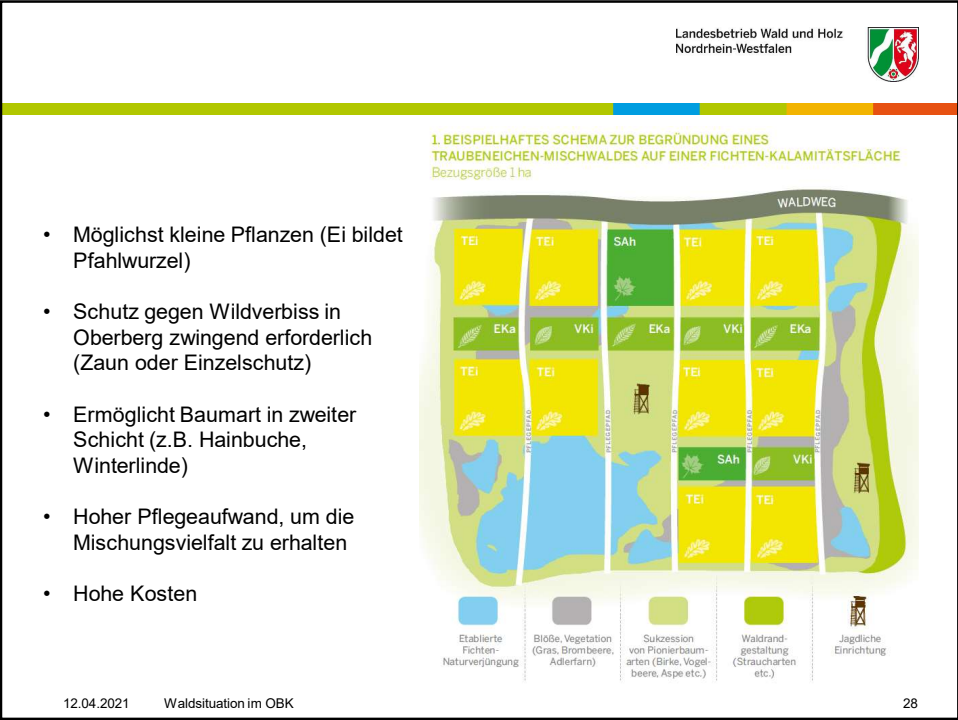 Landesbetrieb Wald und Holz
Nordrhein-Westfalen
1. BEISPIELHAFTES SCHEMA ZUR BEGRÜNDUNG EINES
TRAUBENEICHEN-MISCHWALDES AUF EINER FICHTEN-KALAMITÄTSFLÄCHE
Bezugsgröße 1 ha
• Möglichst kleine Pflanzen (Ei bildet
Pfahlwurzel)
• Schutz gegen Wildverbiss in
Oberberg zwingend erforderlich
(Zaun oder Einzelschutz)
• Ermöglicht Baumart in zweiter
Schicht (z.B. Hainbuche,
Winterlinde)
• Hoher Pflegeaufwand, um die
Mischungsvielfalt zu erhalten
• Hohe Kosten
WALDWEG
TEi TEi SAh TEi TEi
EKa VKi EKa VKi EKa
TEi TEi TEi TEi
PFLEGEPFAD PFLEGEPFAD PFLEGEPFAD PFLEGEPFAD PFLEGEPFAD
SAh VKi
TEi TEi
Etablierte
Fichten-
Naturverjüngung
Blöße, Vegetation
(Gras, Brombeere,
Adlerfarn)
Sukzession
von Pionierbaum-
arten (Birke, Vogel-
beere, Aspe etc.)
Waldrand-
gestaltung
(Straucharten
etc.)
Jagdliche
Einrichtung
12.04.2021 Waldsituation im OBK 28